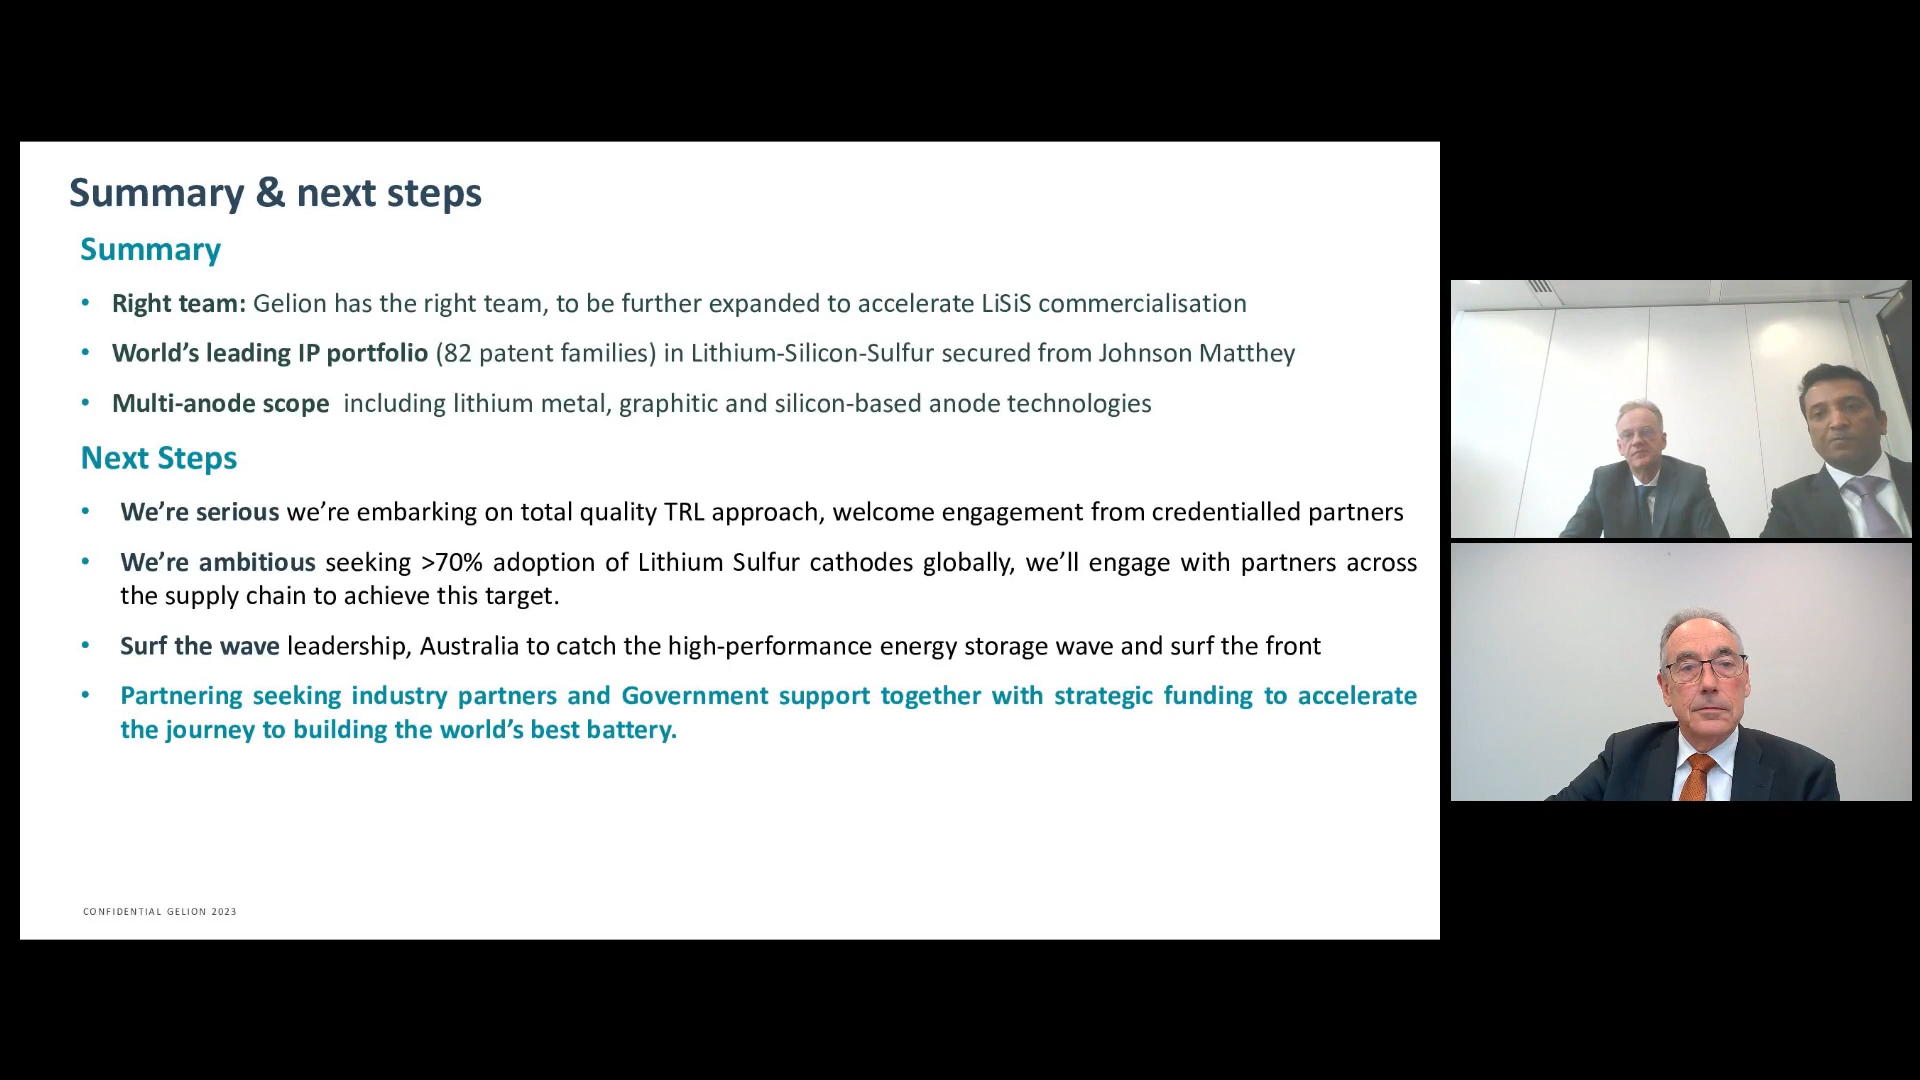 Summary & next steps
Summary
• Right team: Gelion has the right team, to be further expanded to accelerate LiSiS commercialisation
• World’s leading IP portfolio (82 patent families) in Lithium-Silicon-Sulfur secured from Johnson Matthey
• Multi-anode scope including lithium metal, graphitic and silicon-based anode technologies
Next Steps
• We’re serious we’re embarking on total quality TRL approach, welcome engagement from credentialled partners
• We’re ambitious seeking >70% adoption of Lithium Sulfur cathodes globally, we’ll engage with partners across
the supply chain to achieve this target.
• Surf the wave leadership, Australia to catch the high-performance energy storage wave and surf the front
• Partnering seeking industry partners and Government support together with strategic funding to accelerate
the journey to building the world’s best battery.
CONFIDENTIAL GELION 2023